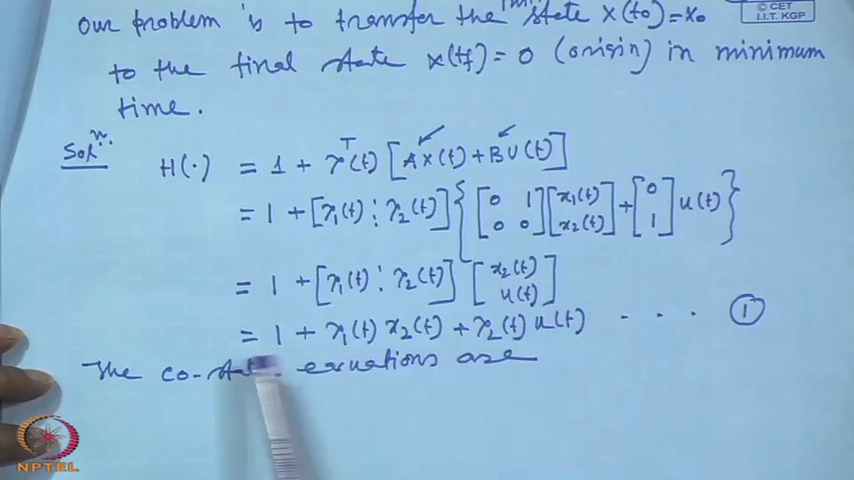 our problem is to transfer the state x(t₀)=x₀
© CET
I.I.T. KGP
to the final state x(tf) = 0 (origin) in minimum
time.
Solⁿ:
H(·) = 1 + λᵀ(t) [Ax(t) + BU(t)]
= 1 + [λ₁(t) ⋮ λ₂(t)] { [0 1; 0 0] [x₁(t); x₂(t)] + [0; 1] u(t) }
= 1 + [λ₁(t) ⋮ λ₂(t)] [x₂(t); u(t)]
= 1 + λ₁(t) x₂(t) + λ₂(t) u(t) . . . . ①
The co-state equations are
NPTEL